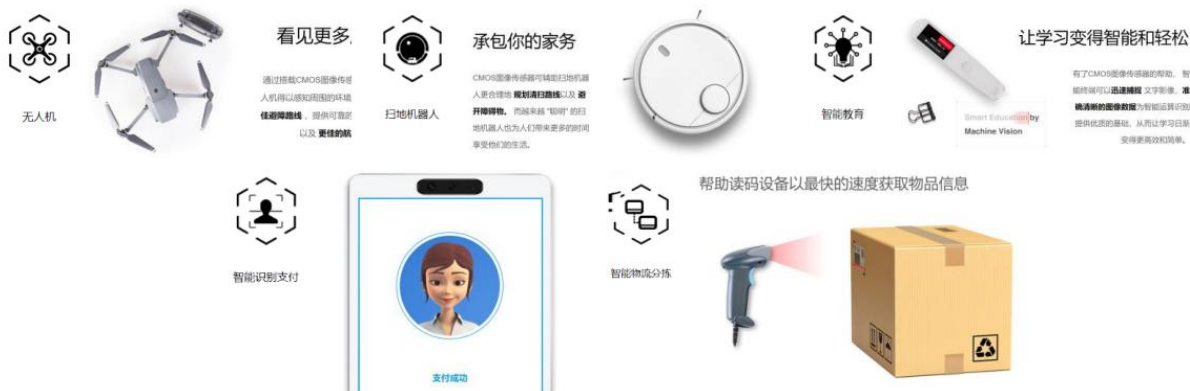 看见更多
通过搭载CMOS图像传感
人机得以感知周围的环境
佳避障路线，提供可靠的
以及 更佳的航
无人机
承包你的家务
CMOS图像传感器可辅助扫地机器
人更合理地 规划清扫路线以及 避
开障碍物。 而越来越 "聪明" 的扫
地机器人也为人们带来更多的时间
享受他们的生活。
扫地机器人
让学习变得智能和轻松
有了CMOS图像传感器的帮助， 智
能终端可以迅速捕捉 文字影像， 准
确清晰的图像数据为智能运算识别
提供优质的基础， 从而让学习日渐
变得更高效和简单。
智能教育
Smart Education by
Machine Vision
智能识别支付
支付成功
帮助读码设备以最快的速度获取物品信息
智能物流分拣